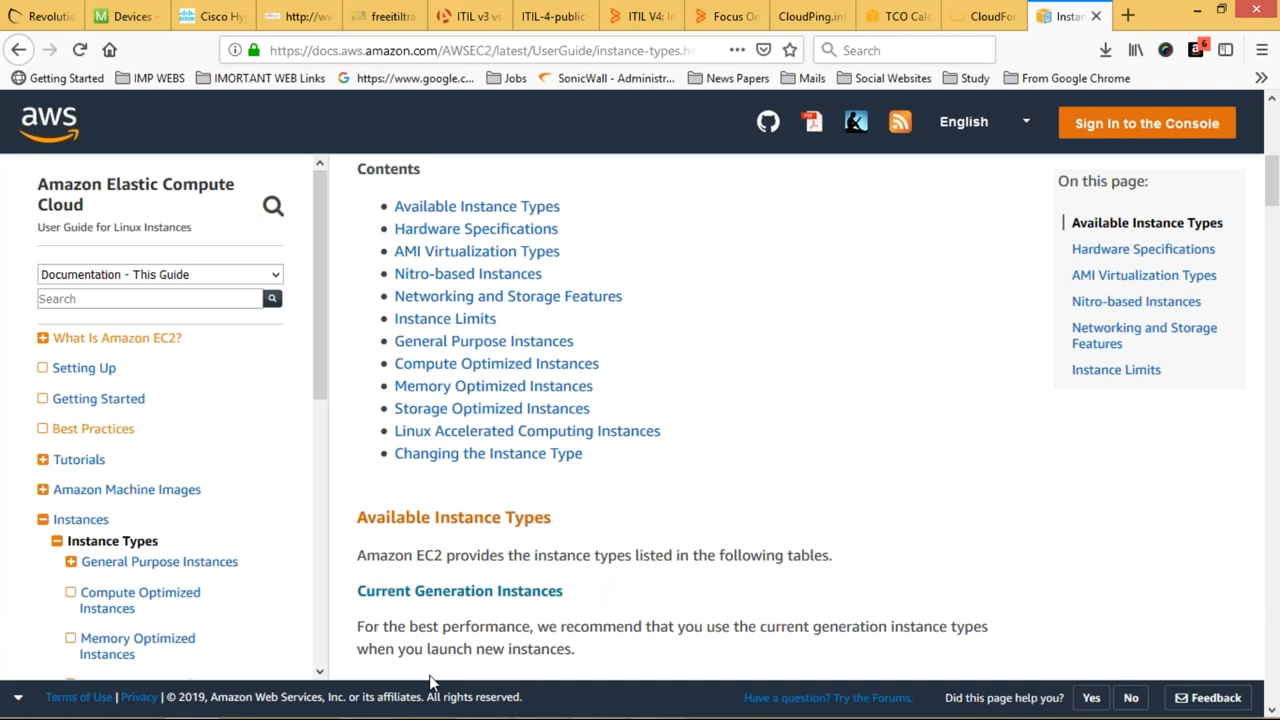 Revolutio
Devices -
Cisco Hy
http://w
freeitiltra
ITIL v3 vs
ITIL-4-public-
ITIL V4: I
Focus On
CloudPing.in
TCO Calc
CloudFor
Instan
https://docs.aws.amazon.com/AWSEC2/latest/UserGuide/instance-types.h
Search
6
Getting Started
IMP WEBS
IMORTANT WEB Links
https://www.google.c...
Jobs
SonicWall - Administr...
News Papers
Mails
Social Websites
Study
From Google Chrome
aws
PDF
English
Sign In to the Console
Amazon Elastic Compute
Cloud
User Guide for Linux Instances
Documentation - This Guide
Search
What Is Amazon EC2?
Setting Up
Getting Started
Best Practices
Tutorials
Amazon Machine Images
Instances
Instance Types
General Purpose Instances
Compute Optimized
Instances
Memory Optimized
Instances
Contents
Available Instance Types
Hardware Specifications
AMI Virtualization Types
Nitro-based Instances
Networking and Storage Features
Instance Limits
General Purpose Instances
Compute Optimized Instances
Memory Optimized Instances
Storage Optimized Instances
Linux Accelerated Computing Instances
Changing the Instance Type
Available Instance Types
Amazon EC2 provides the instance types listed in the following tables.
Current Generation Instances
For the best performance, we recommend that you use the current generation instance types
when you launch new instances.
On this page:
Available Instance Types
Hardware Specifications
AMI Virtualization Types
Nitro-based Instances
Networking and Storage
Features
Instance Limits
Terms of Use | Privacy | © 2019, Amazon Web Services, Inc. or its affiliates. All rights reserved.
Have a question? Try the Forums.
Did this page help you?
Yes
No
Feedback